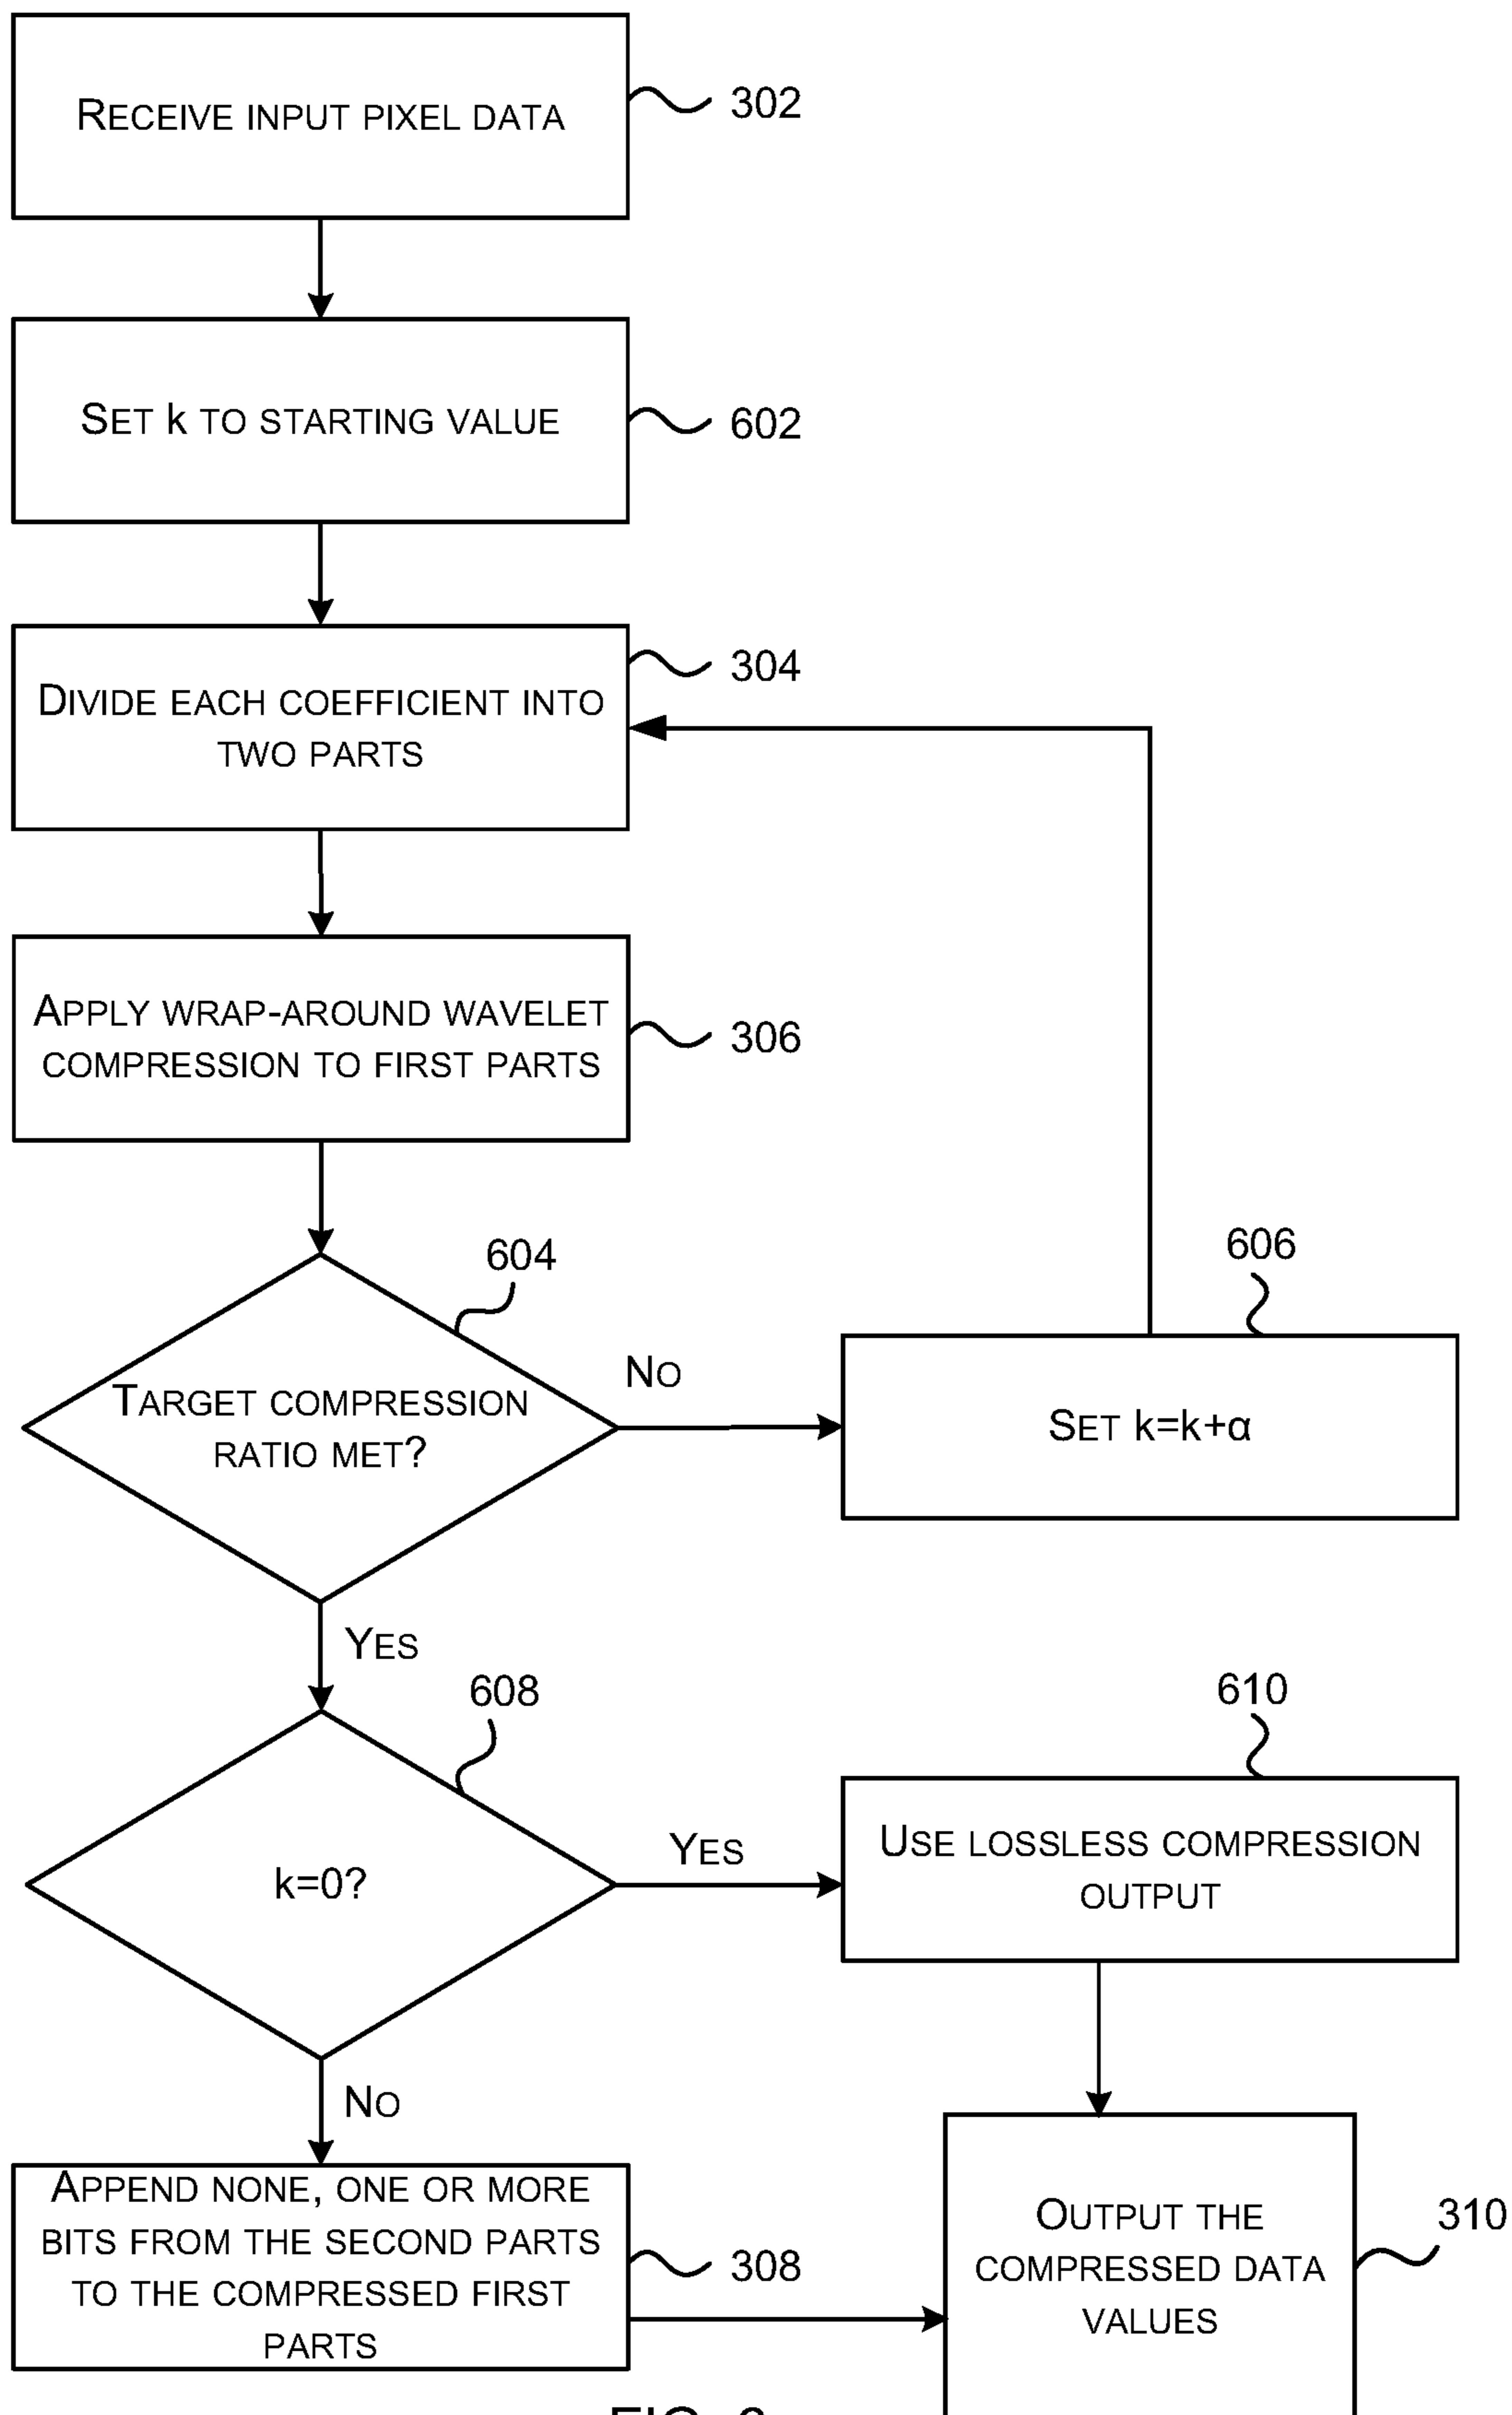 RECEIVE INPUT PIXEL DATA
302
SET k TO STARTING VALUE
602
304
DIVIDE EACH COEFFICIENT INTO
TWO PARTS
APPLY WRAP-AROUND WAVELET
COMPRESSION TO FIRST PARTS
306
604
606
TARGET COMPRESSION
RATIO MET?
NO
SET k=k+α
YES
608
610
k=0?
YES
USE LOSSLESS COMPRESSION
OUTPUT
NO
APPEND NONE, ONE OR MORE
BITS FROM THE SECOND PARTS
TO THE COMPRESSED FIRST
PARTS
308
OUTPUT THE
COMPRESSED DATA
VALUES
310